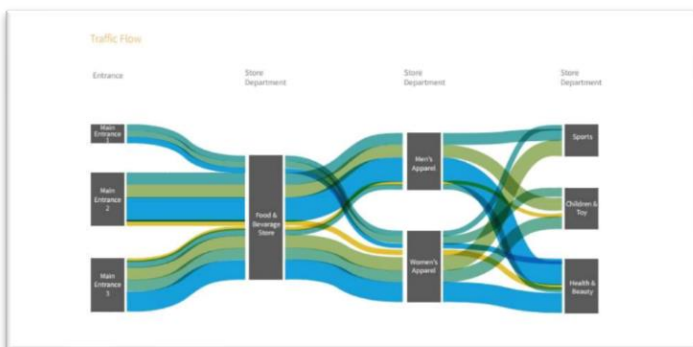 Traffic Flow
Entrance
Store
Department
Store
Department
Store
Department
Main
Entrance
1
Main
Entrance
2
Main
Entrance
3
Food &
Bevarage
Store
Men's
Apparel
Women's
Apparel
Sports
Children &
Toy
Health &
Beauty